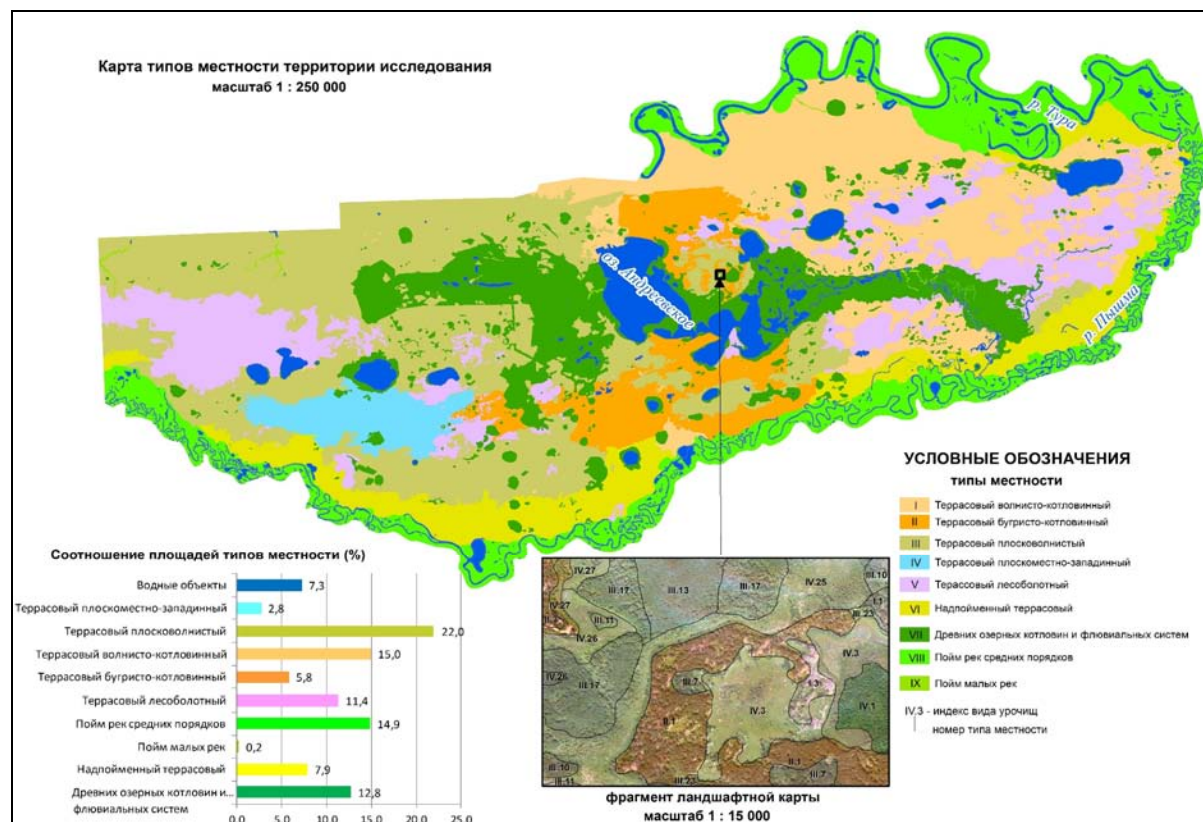 Карта типов местности территории исследования
масштаб 1 : 250 000
р. Тура
оз. Андреевское
р. Пышма
УСЛОВНЫЕ ОБОЗНАЧЕНИЯ
типы местности
I Террасовый волнисто-котловинный
II Террасовый бугристо-котловинный
III Террасовый плосковолнистый
IV Террасовый плоскоместно-западинный
V Терассовый лесоболотный
VI Надпойменный террасовый
VII Древних озерных котловин и флювиальных систем
VIII Пойм рек средних порядков
IX Пойм малых рек
IV.3 - индекс вида урочищ
номер типа местности
Соотношение площадей типов местности (%)
Водные объекты 7,3
Террасовый плоскоместно-западинный 2,8
Террасовый плосковолнистый 22,0
Террасовый волнисто-котловинный 15,0
Террасовый бугристо-котловинный 5,8
Террасовый лесоболотный 11,4
Пойм рек средних порядков 14,9
Пойм малых рек 0,2
Надпойменный террасовый 7,9
Древних озерных котловин и... 12,8
флювиальных систем
0,0 5,0 10,0 15,0 20,0 25,0
IV.27
III.17
III.13
III.17
IV.25
III.10
IV.27
III.11
III.23
I.1
IV.26
IV.3
IV.26
III.17
III.7
IV.3
IV.1
II.1
III.10
III.11
III.23
II.1
III.7
фрагмент ландшафтной карты
масштаб 1 : 15 000